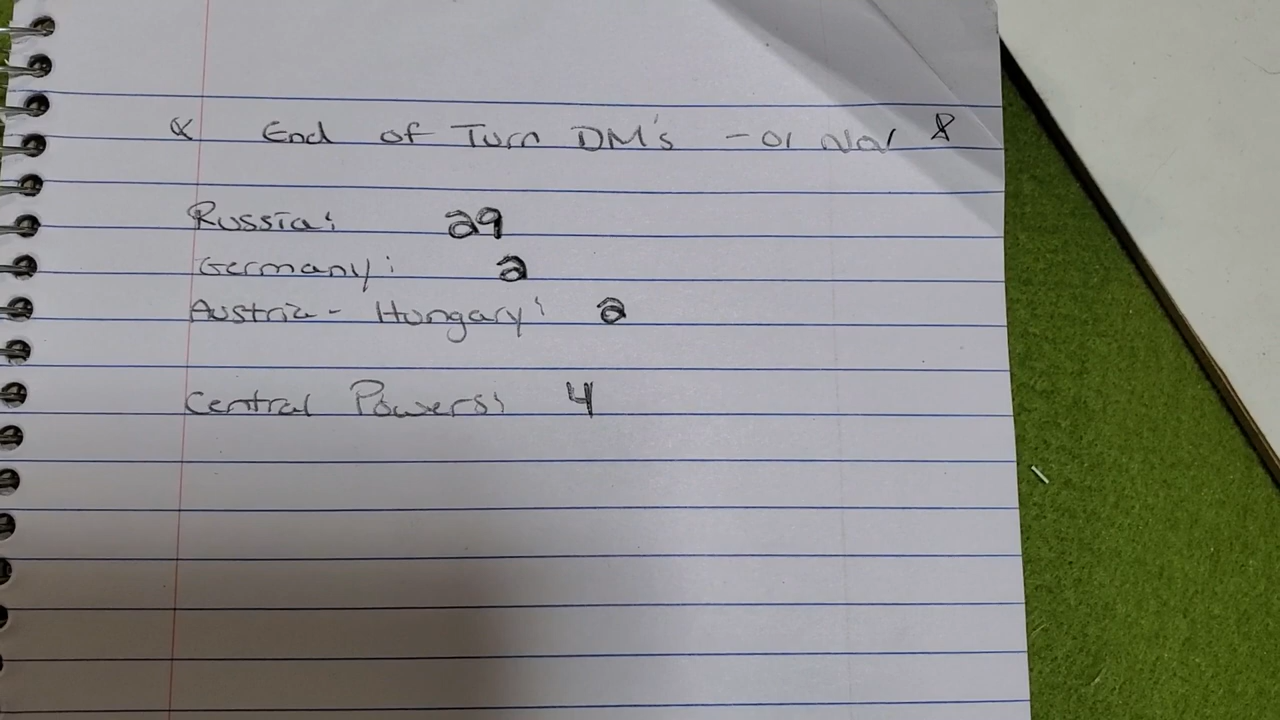 & End of Turn DM's - 01 Nov &
Russia: 29
Germany: 2
Austria - Hungary: 2
Central Powers: 4